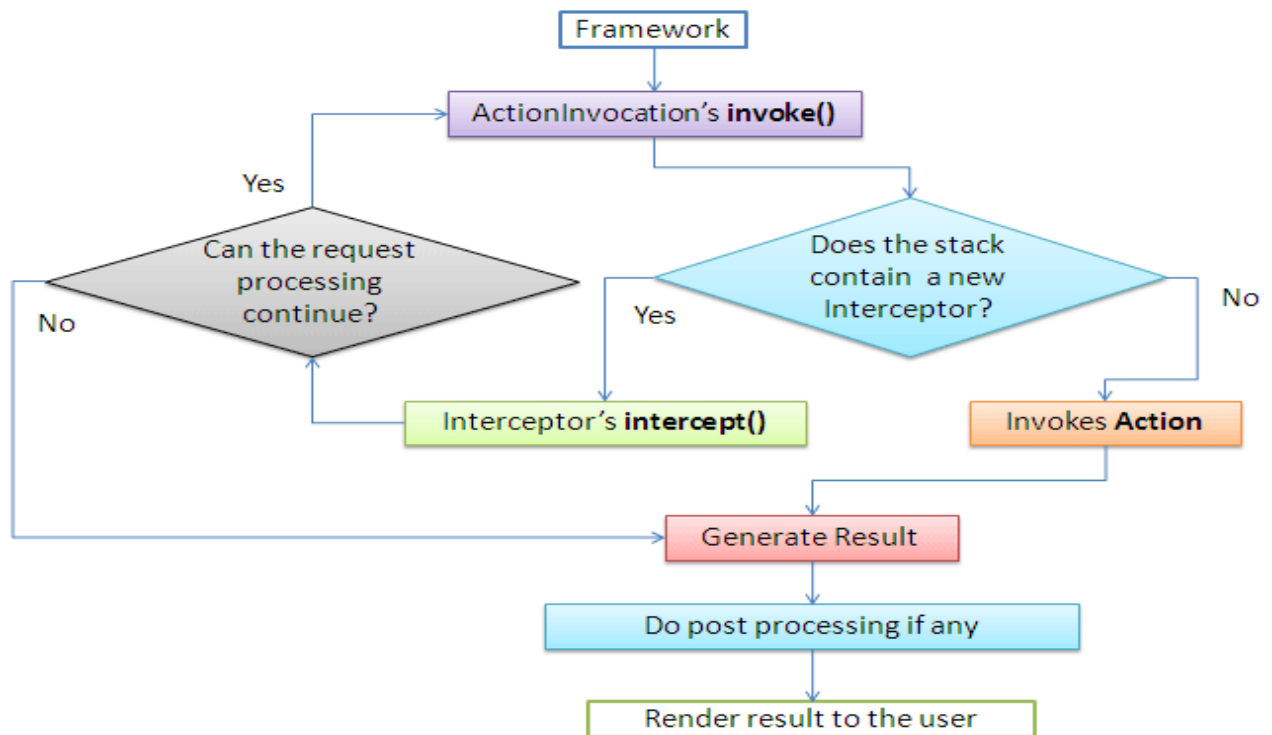 Framework
ActionInvocation's invoke()
Yes
Can the request
processing
continue?
No
Does the stack
contain a new
Interceptor?
Yes
No
Interceptor's intercept()
Invokes Action
Generate Result
Do post processing if any
Render result to the user